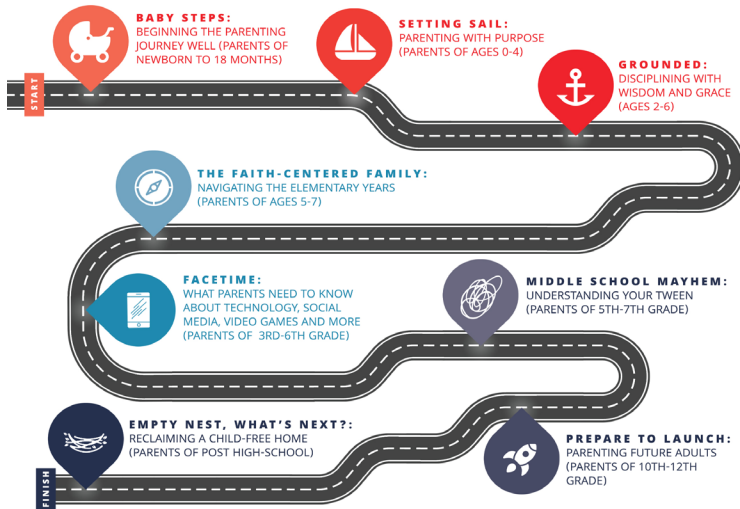 BABY STEPS:
BEGINNING THE PARENTING
JOURNEY WELL (PARENTS OF
NEWBORN TO 18 MONTHS)
SETTING SAIL:
PARENTING WITH PURPOSE
(PARENTS OF AGES 0-4)
GROUNDED:
DISCIPLINING WITH
WISDOM AND GRACE
(AGES 2-6)
START
THE FAITH-CENTERED FAMILY:
NAVIGATING THE ELEMENTARY YEARS
(PARENTS OF AGES 5-7)
FACETIME:
WHAT PARENTS NEED TO KNOW
ABOUT TECHNOLOGY, SOCIAL
MEDIA, VIDEO GAMES AND MORE
(PARENTS OF 3RD-6TH GRADE)
MIDDLE SCHOOL MAYHEM:
UNDERSTANDING YOUR TWEEN
(PARENTS OF 5TH-7TH GRADE)
EMPTY NEST, WHAT'S NEXT?:
RECLAIMING A CHILD-FREE HOME
(PARENTS OF POST HIGH-SCHOOL)
PREPARE TO LAUNCH:
PARENTING FUTURE ADULTS
(PARENTS OF 10TH-12TH
GRADE)
FINISH